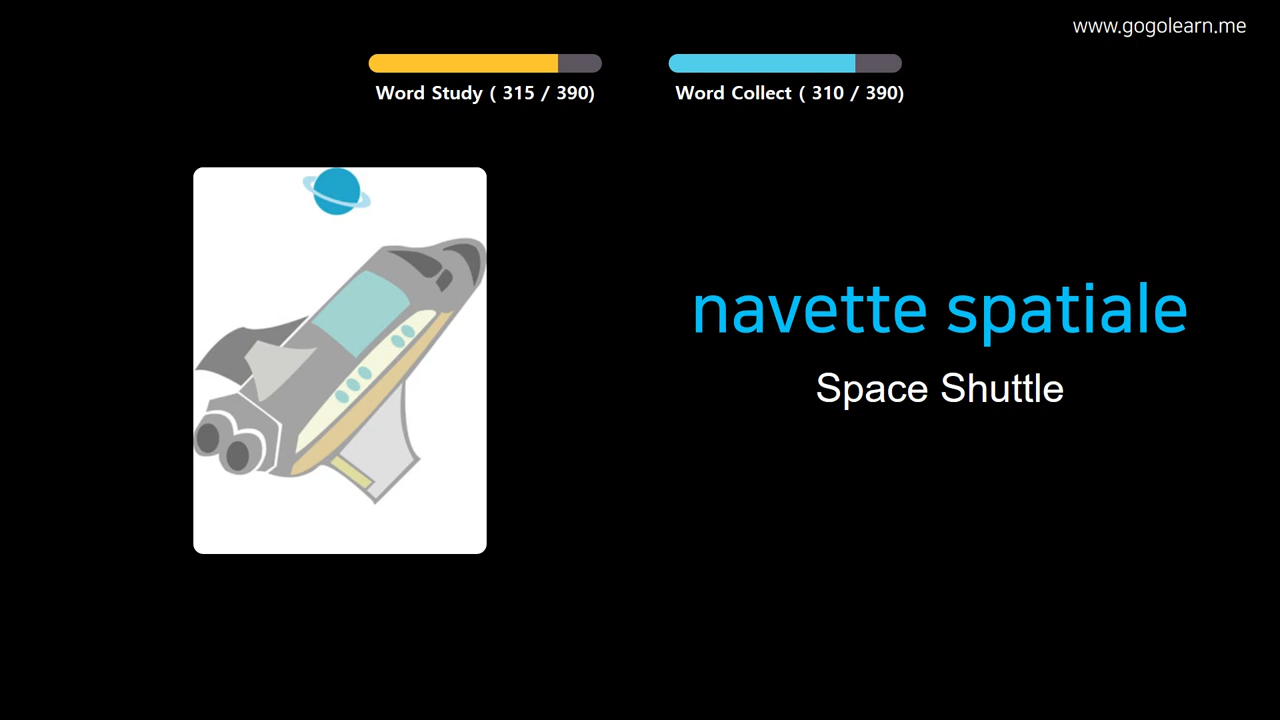 www.gogolearn.me
Word Study ( 315 / 390)
Word Collect ( 310 / 390)
navette spatiale
Space Shuttle